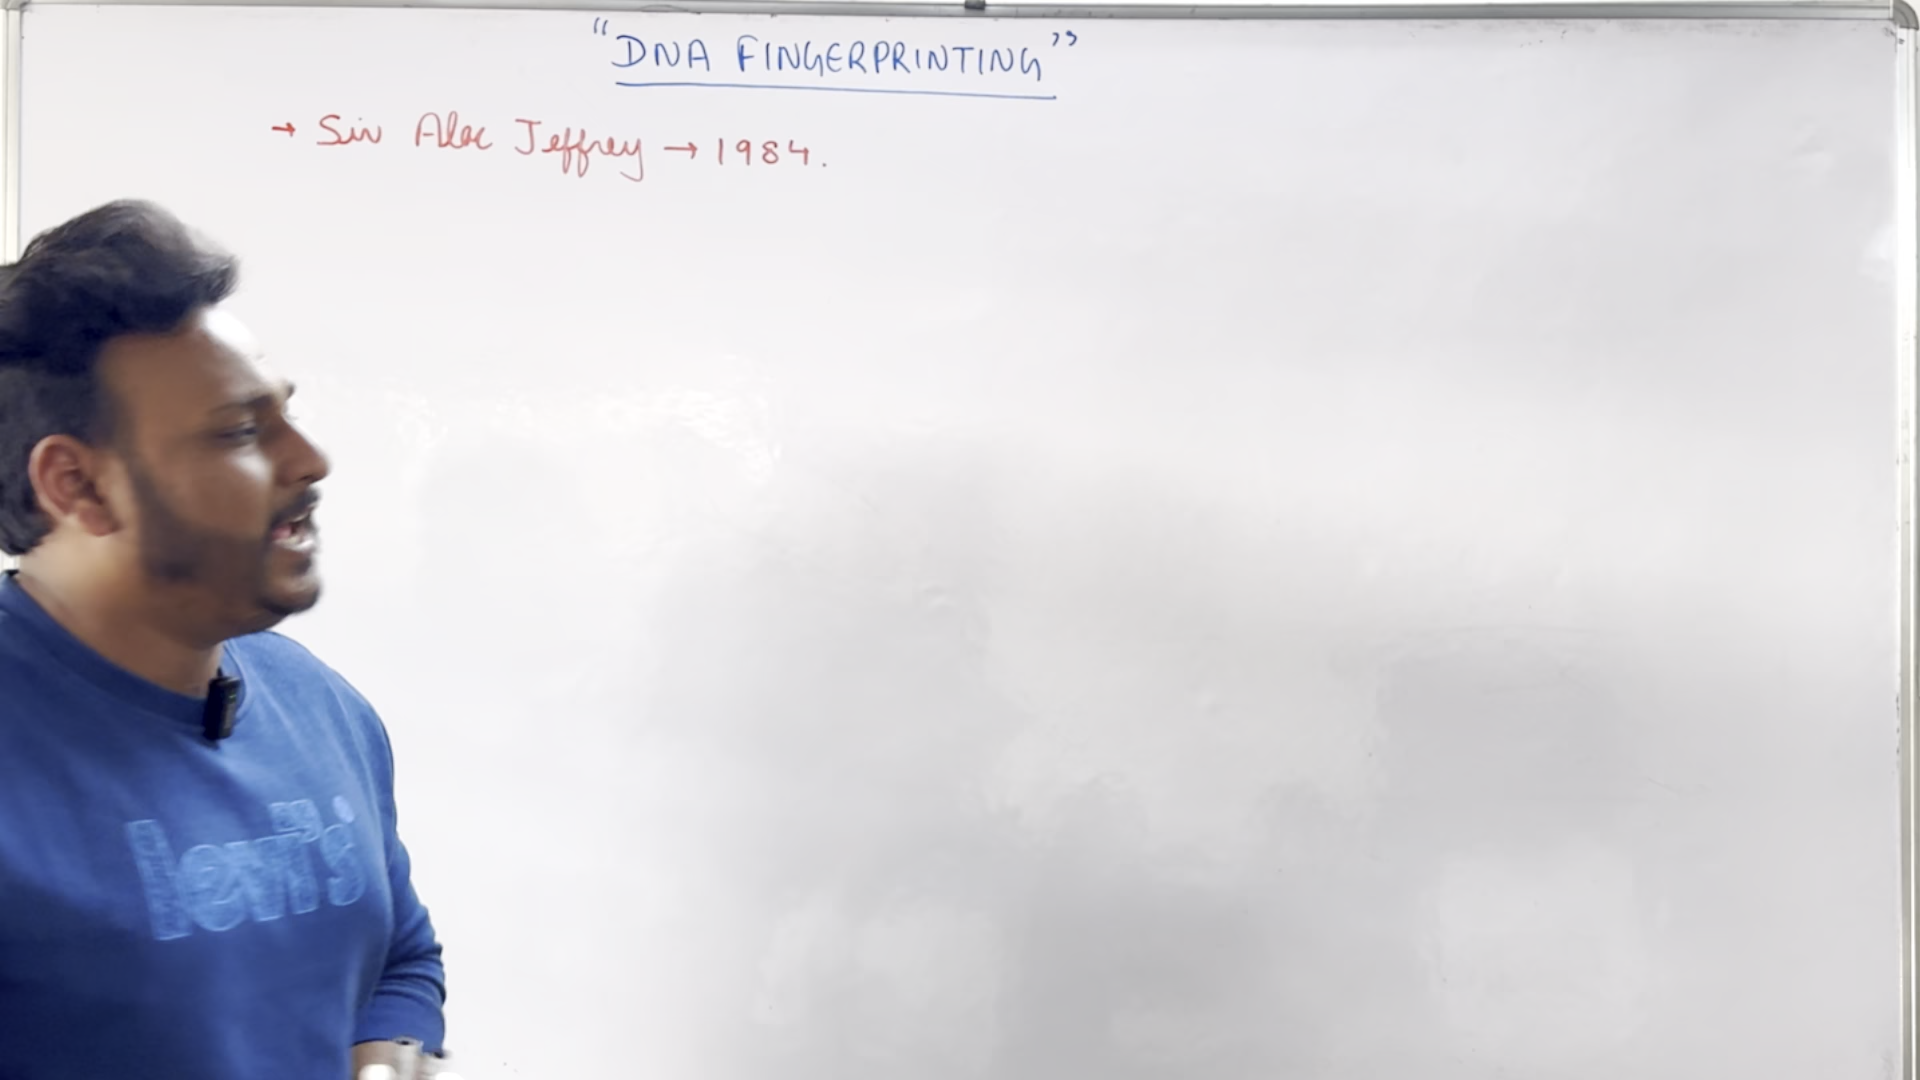 "DNA FINGERPRINTING"
→ Sir Alec Jeffrey → 1984.
Levi's